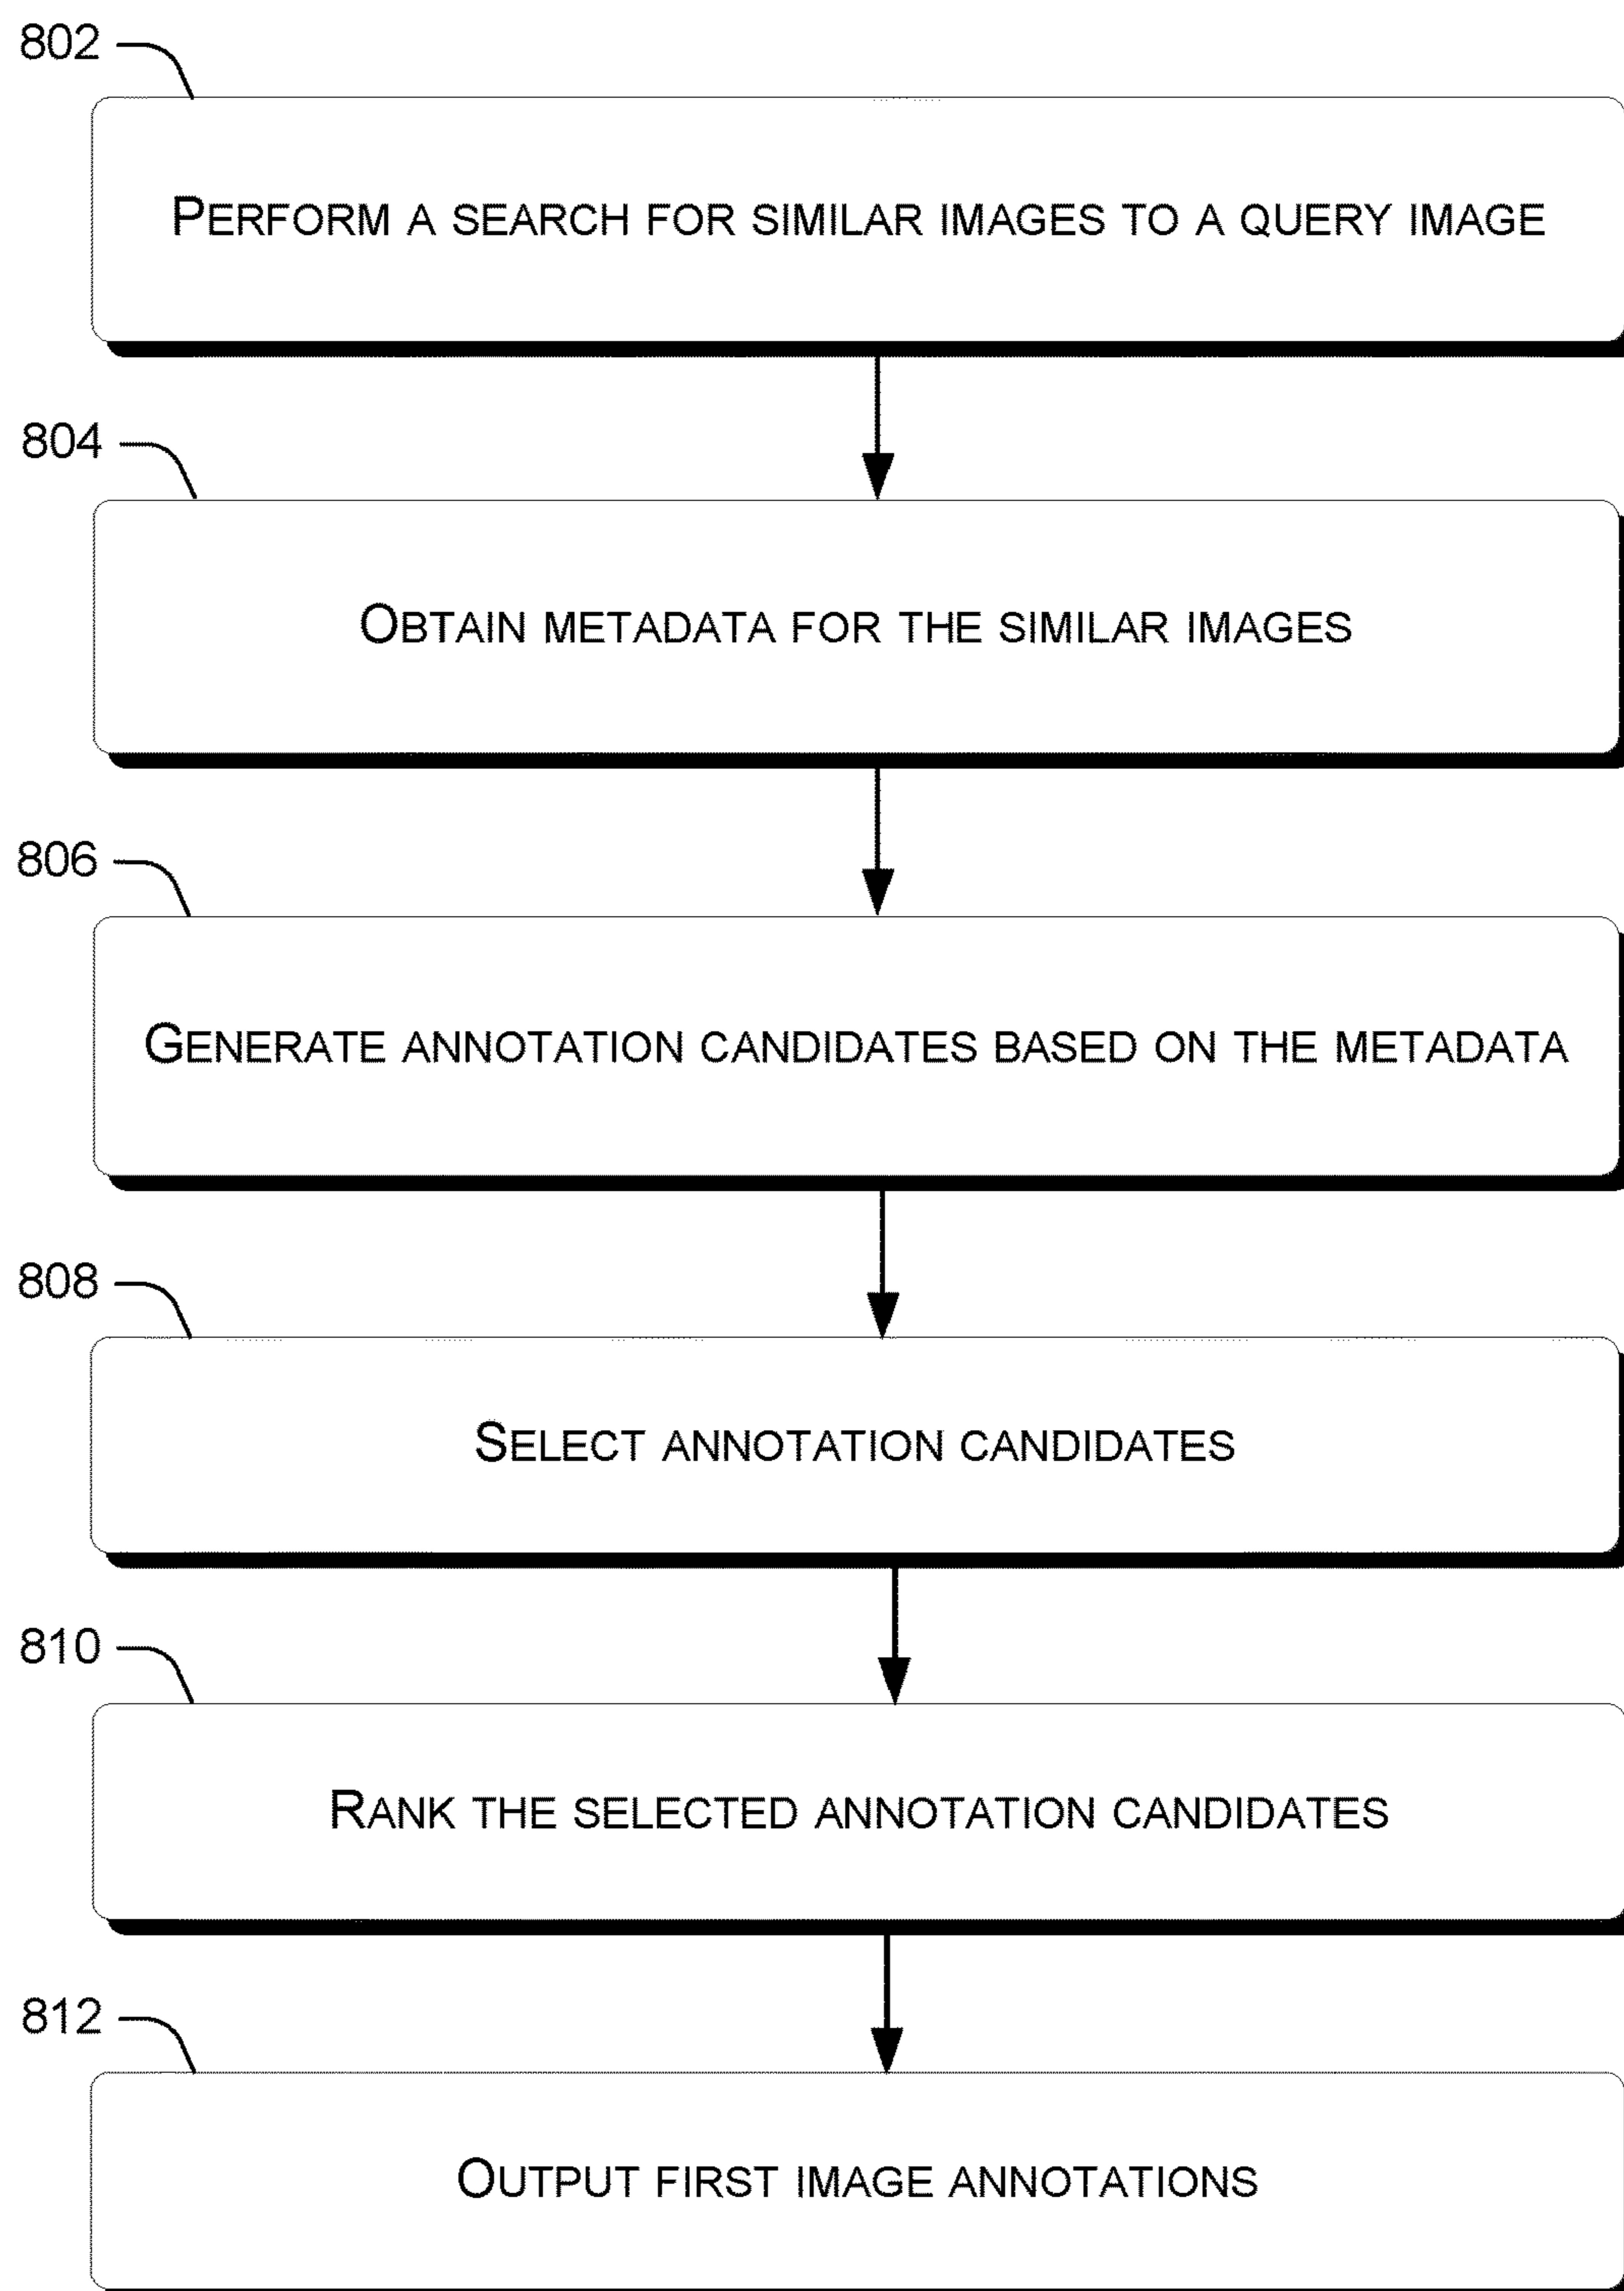 802
PERFORM A SEARCH FOR SIMILAR IMAGES TO A QUERY IMAGE
804
OBTAIN METADATA FOR THE SIMILAR IMAGES
806
GENERATE ANNOTATION CANDIDATES BASED ON THE METADATA
808
SELECT ANNOTATION CANDIDATES
810
RANK THE SELECTED ANNOTATION CANDIDATES
812
OUTPUT FIRST IMAGE ANNOTATIONS